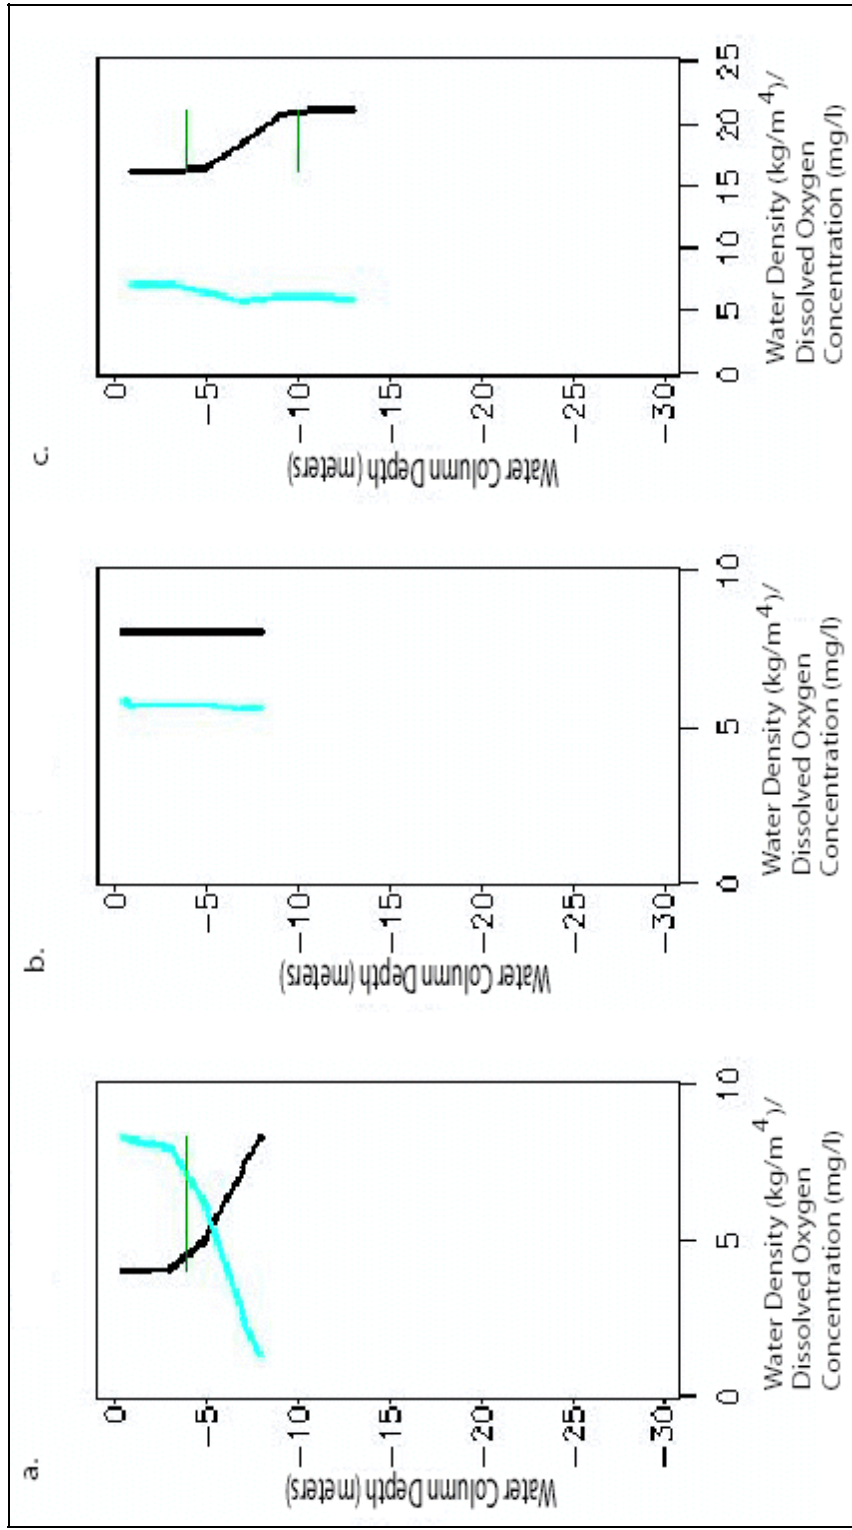 a.
0
−5
−10
−15
−20
−25
−30
Water Column Depth (meters)
0
5
10
Water Density (kg/m⁴)/
Dissolved Oxygen
Concentration (mg/l)
b.
0
−5
−10
−15
−20
−25
−30
Water Column Depth (meters)
0
5
10
Water Density (kg/m⁴)/
Dissolved Oxygen
Concentration (mg/l)
c.
0
−5
−10
−15
−20
−25
−30
Water Column Depth (meters)
0
5
10
15
20
25
Water Density (kg/m⁴)/
Dissolved Oxygen
Concentration (mg/l)